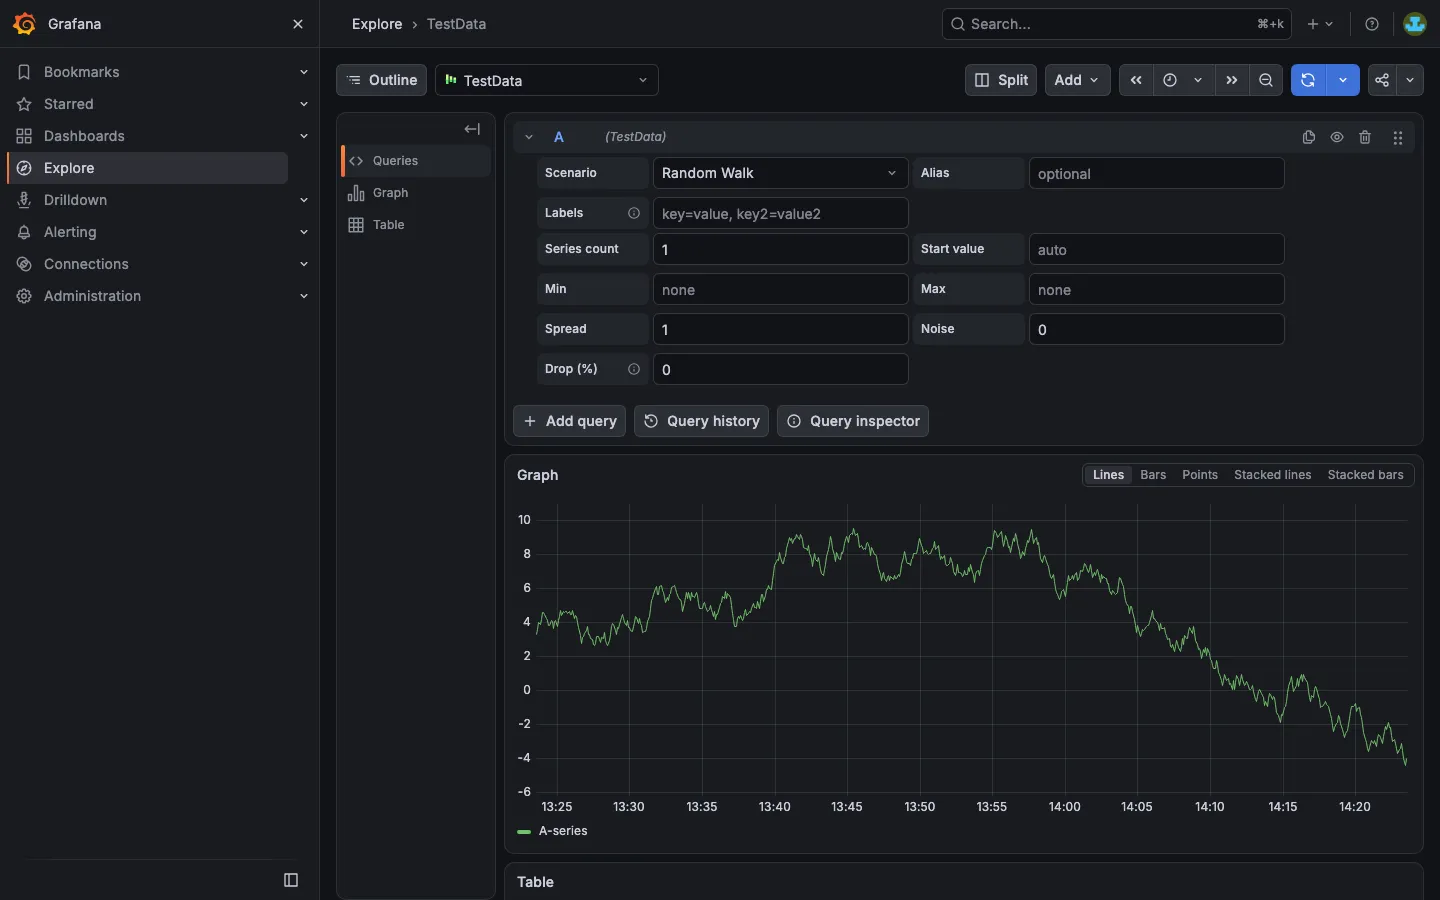 Grafana
Explore › TestData
Search...
⌘+k
Bookmarks
Starred
Dashboards
Explore
Drilldown
Alerting
Connections
Administration
Outline
TestData
Split
Add
Queries
Graph
Table
A
(TestData)
Scenario
Random Walk
Alias
optional
Labels
key=value, key2=value2
Series count
1
Start value
auto
Min
none
Max
none
Spread
1
Noise
0
Drop (%)
0
Add query
Query history
Query inspector
Graph
Lines
Bars
Points
Stacked lines
Stacked bars
10
8
6
4
2
0
-2
-4
-6
13:25
13:30
13:35
13:40
13:45
13:50
13:55
14:00
14:05
14:10
14:15
14:20
A-series
Table